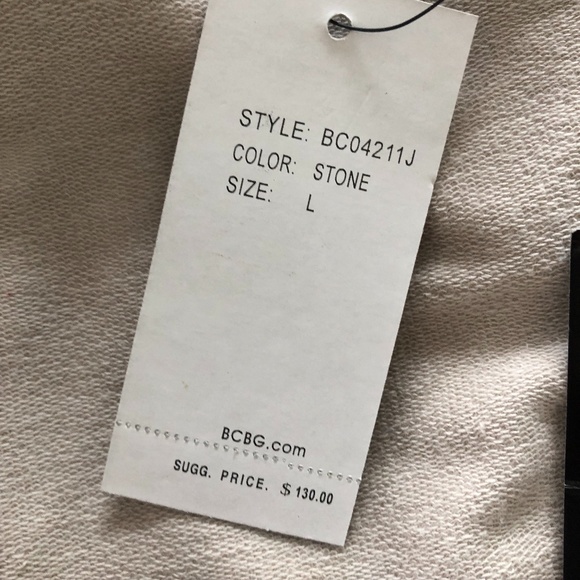 STYLE: BC04211J
COLOR: STONE
SIZE: L
BCBG.com
SUGG. PRICE. $130.00